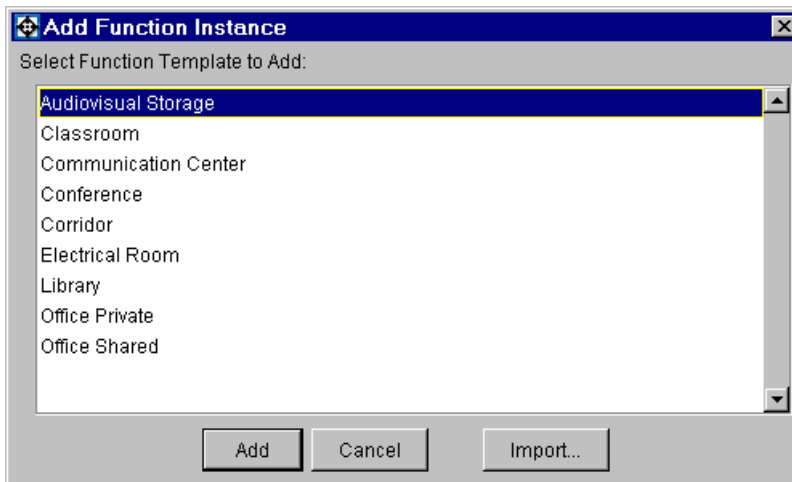 Add Function Instance
Select Function Template to Add:
Audiovisual Storage
Classroom
Communication Center
Conference
Corridor
Electrical Room
Library
Office Private
Office Shared
Add Cancel Import...